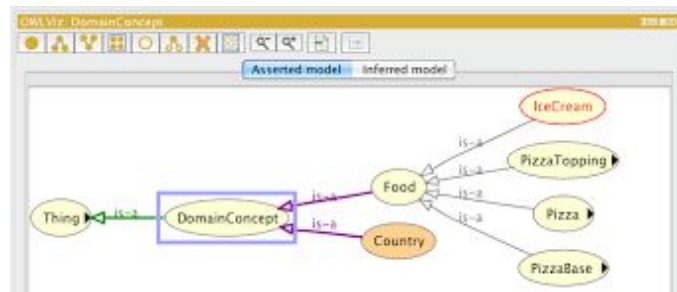 OWLViz: DomainConcept
Asserted model Inferred model
IceCream
is-a
PizzaTopping
is-a
Food
is-a
Thing
is-a
DomainConcept
is-a
Pizza
is-a
Country
is-a
PizzaBase